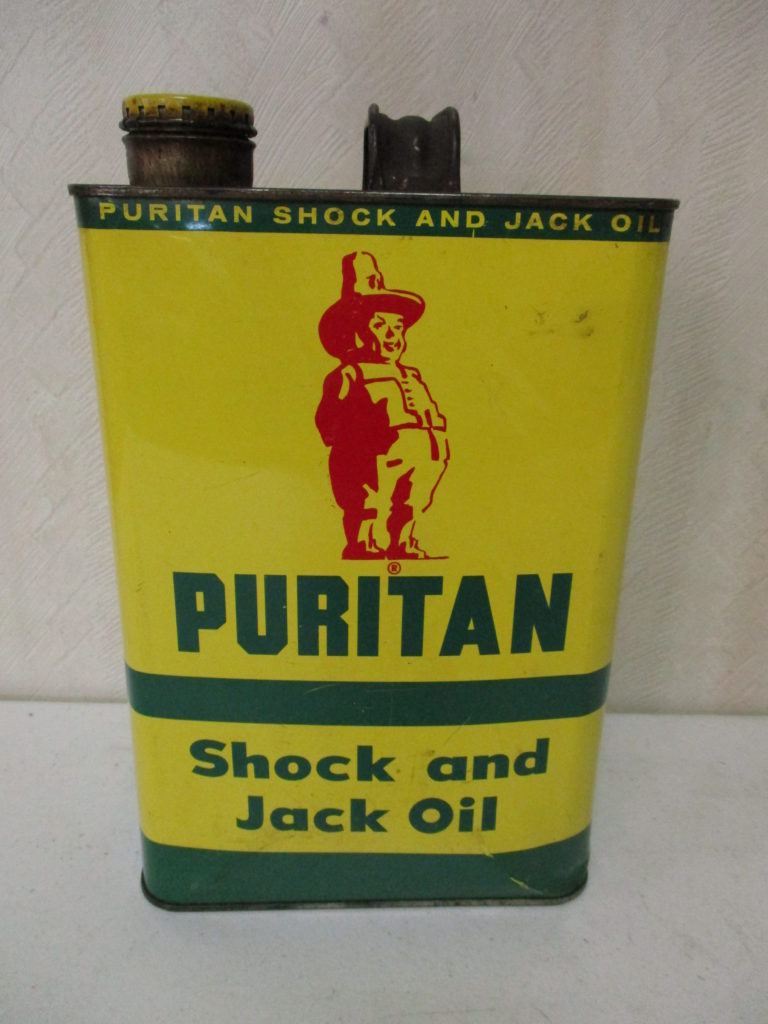 PURITAN SHOCK AND JACK OIL
®
PURITAN
Shock and
Jack Oil